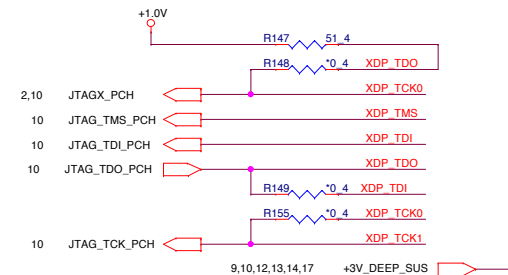 +1.0V
R147 51_4
R148 *0_4 XDP_TDO
2,10 JTAGX_PCH XDP_TCK0
10 JTAG_TMS_PCH XDP_TMS
10 JTAG_TDI_PCH XDP_TDI
10 JTAG_TDO_PCH XDP_TDO
R149 *0_4 XDP_TDI
R155 *0_4 XDP_TCK0
10 JTAG_TCK_PCH XDP_TCK1
9,10,12,13,14,17 +3V_DEEP_SUS